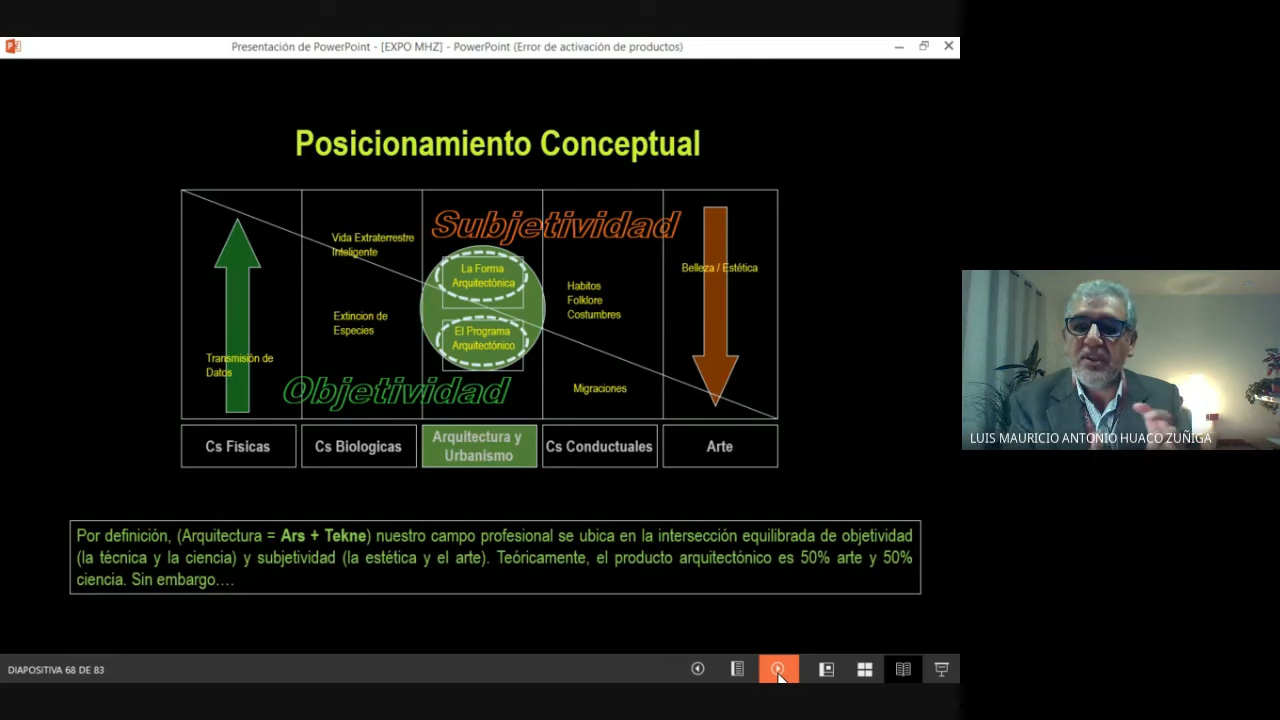 Presentación de PowerPoint - [EXPO MHZ] - PowerPoint (Error de activación de productos)
Posicionamiento Conceptual
Subjetividad
Vida Extraterrestre
Inteligente
La Forma
Arquitectónica
Belleza / Estética
Habitos
Folklore
Costumbres
Extincion de
Especies
El Programa
Arquitectónico
Transmisión de
Datos
Objetividad
Migraciones
Cs Fisicas
Cs Biologicas
Arquitectura y
Urbanismo
Cs Conductuales
Arte
Por definición, (Arquitectura = Ars + Tekne) nuestro campo profesional se ubica en la intersección equilibrada de objetividad
(la técnica y la ciencia) y subjetividad (la estética y el arte). Teóricamente, el producto arquitectónico es 50% arte y 50%
ciencia. Sin embargo….
DIAPOSITIVA 68 DE 83
LUIS MAURICIO ANTONIO HUACO ZUÑIGA